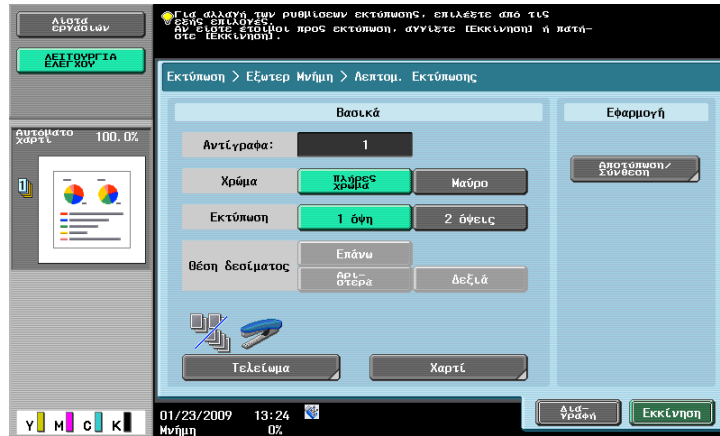 Λίστα
εργασιών
Για αλλαγή των ρυθμίσεων εκτύπωσης, επιλέξτε από τις
εξής επιλογές.
Αν είστε έτοιμοι προς εκτύπωση, αγγίξτε [Εκκίνηση] ή πατή-
στε [Εκκίνηση].
ΛΕΙΤΟΥΡΓΙΑ
ΕΛΕΓΧΟΥ
Εκτύπωση > Εξωτερ Μνήμη > Λεπτομ. Εκτύπωσης
Βασικά
Εφαρμογή
Αυτόματο
χαρτί
100.0%
Αντίγραφα:
1
Αποτύπωση/
Σύνθεση
Χρώμα
Πλήρες
χρώμα
Μαύρο
Εκτύπωση
1 όψη
2 όψεις
Θέση δεσίματος
Επάνω
Αρι-
στερά
Δεξιά
Τελείωμα
Χαρτί
01/23/2009 13:24
Μνήμη 0%
Δια-
γραφή
Εκκίνηση
Y M C K